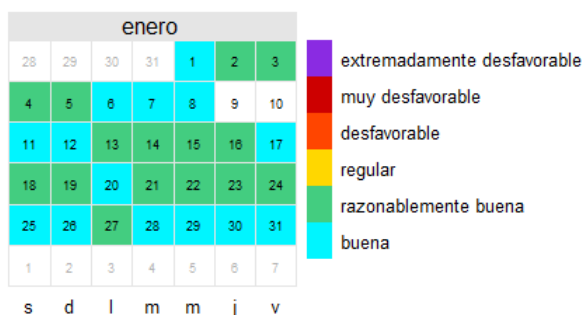 enero
28 29 30 31 1 2 3
4 5 6 7 8 9 10
11 12 13 14 15 16 17
18 19 20 21 22 23 24
25 26 27 28 29 30 31
1 2 3 4 5 6 7
s d l m m j v
extremadamente desfavorable
muy desfavorable
desfavorable
regular
razonablemente buena
buena